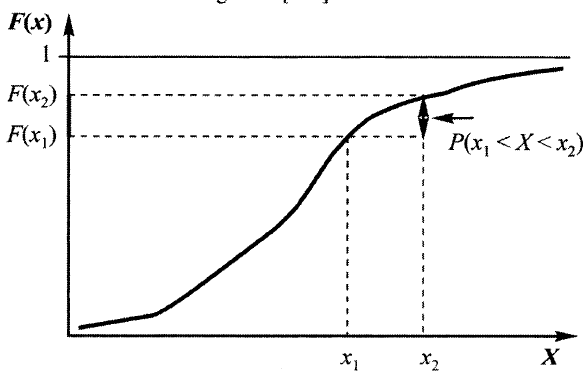 F(x)
1
F(x₂)
F(x₁)
P(x₁ < X < x₂)
x₁ x₂ X